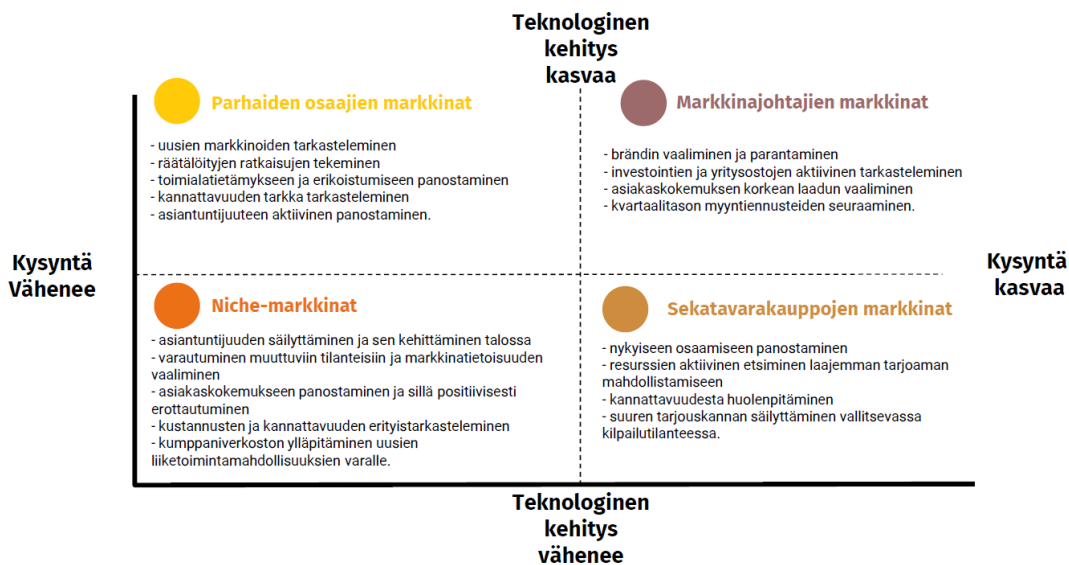 Teknologinen
kehitys
kasvaa
Parhaiden osaajien markkinat
- uusien markkinoiden tarkasteleminen
- räätälöityjen ratkaisujen tekeminen
- toimialatietämykseen ja erikoistumiseen panostaminen
- kannattavuuden tarkka tarkasteleminen
- asiantuntijuuteen aktiivinen panostaminen.
Markkinajohtajien markkinat
- brändin vaaliminen ja parantaminen
- investointien ja yritysostojen aktiivinen tarkasteleminen
- asiakaskokemuksen korkean laadun vaaliminen
- kvartaalitason myyntiennusteiden seuraaminen.
Kysyntä
Vähenee
Kysyntä
kasvaa
Niche-markkinat
- asiantuntijuuden säilyttäminen ja sen kehittäminen talossa
- varautuminen muuttuviin tilanteisiin ja markkinatietoisuuden
vaaliminen
- asiakaskokemukseen panostaminen ja sillä positiivisesti
erottautuminen
- kustannusten ja kannattavuuden erityistarkasteleminen
- kumppaniverkoston ylläpitäminen uusien
liiketoimintamahdollisuuksien varalle.
Sekatavarakauppojen markkinat
- nykyiseen osaamiseen panostaminen
- resurssien aktiivinen etsiminen laajemman tarjoaman
mahdollistamiseen
- kannattavuudesta huolenpitäminen
- suuren tarjouskannan säilyttäminen vallitsevassa
kilpailutilanteessa.
Teknologinen
kehitys
vähenee